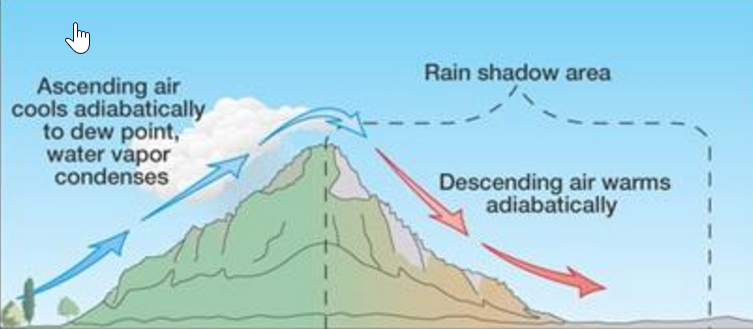 Ascending air
cools adiabatically
to dew point,
water vapor
condenses
Rain shadow area
Descending air warms
adiabatically